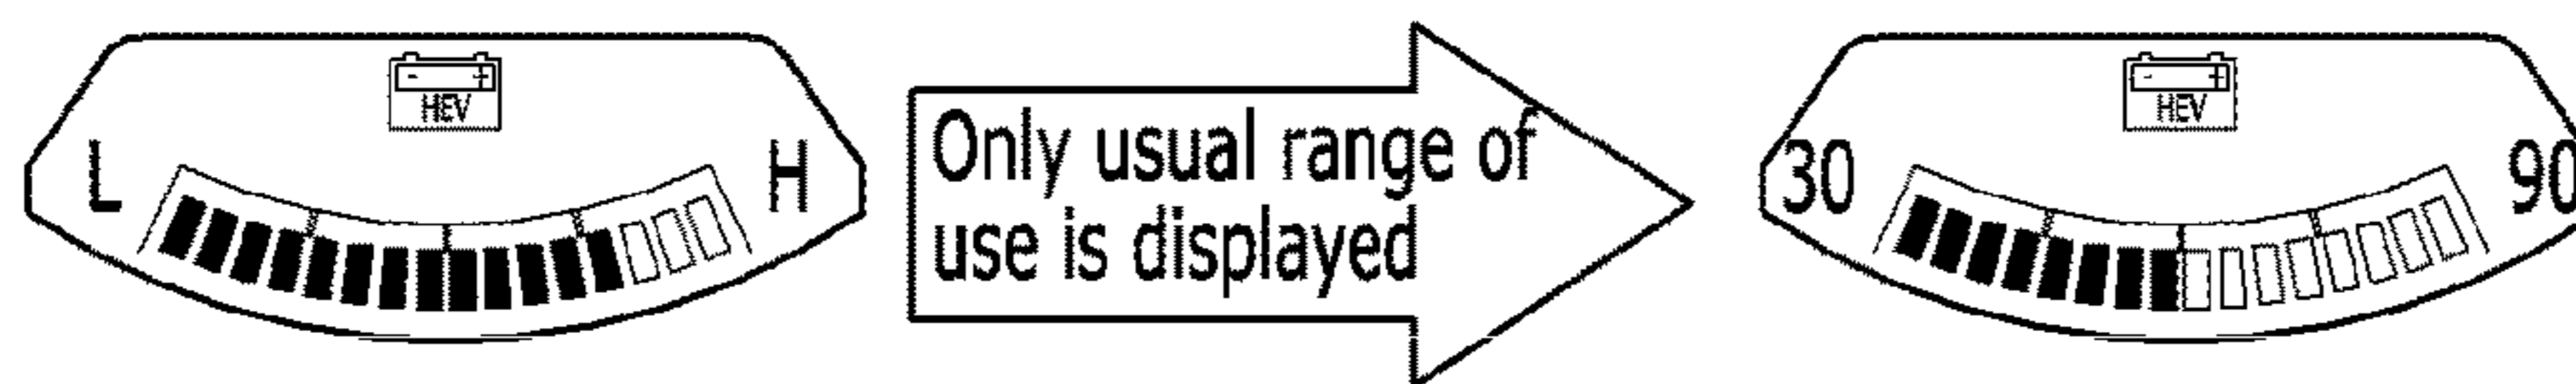 - +
HEV
L
H
Only usual range of
use is displayed
- +
HEV
30
90